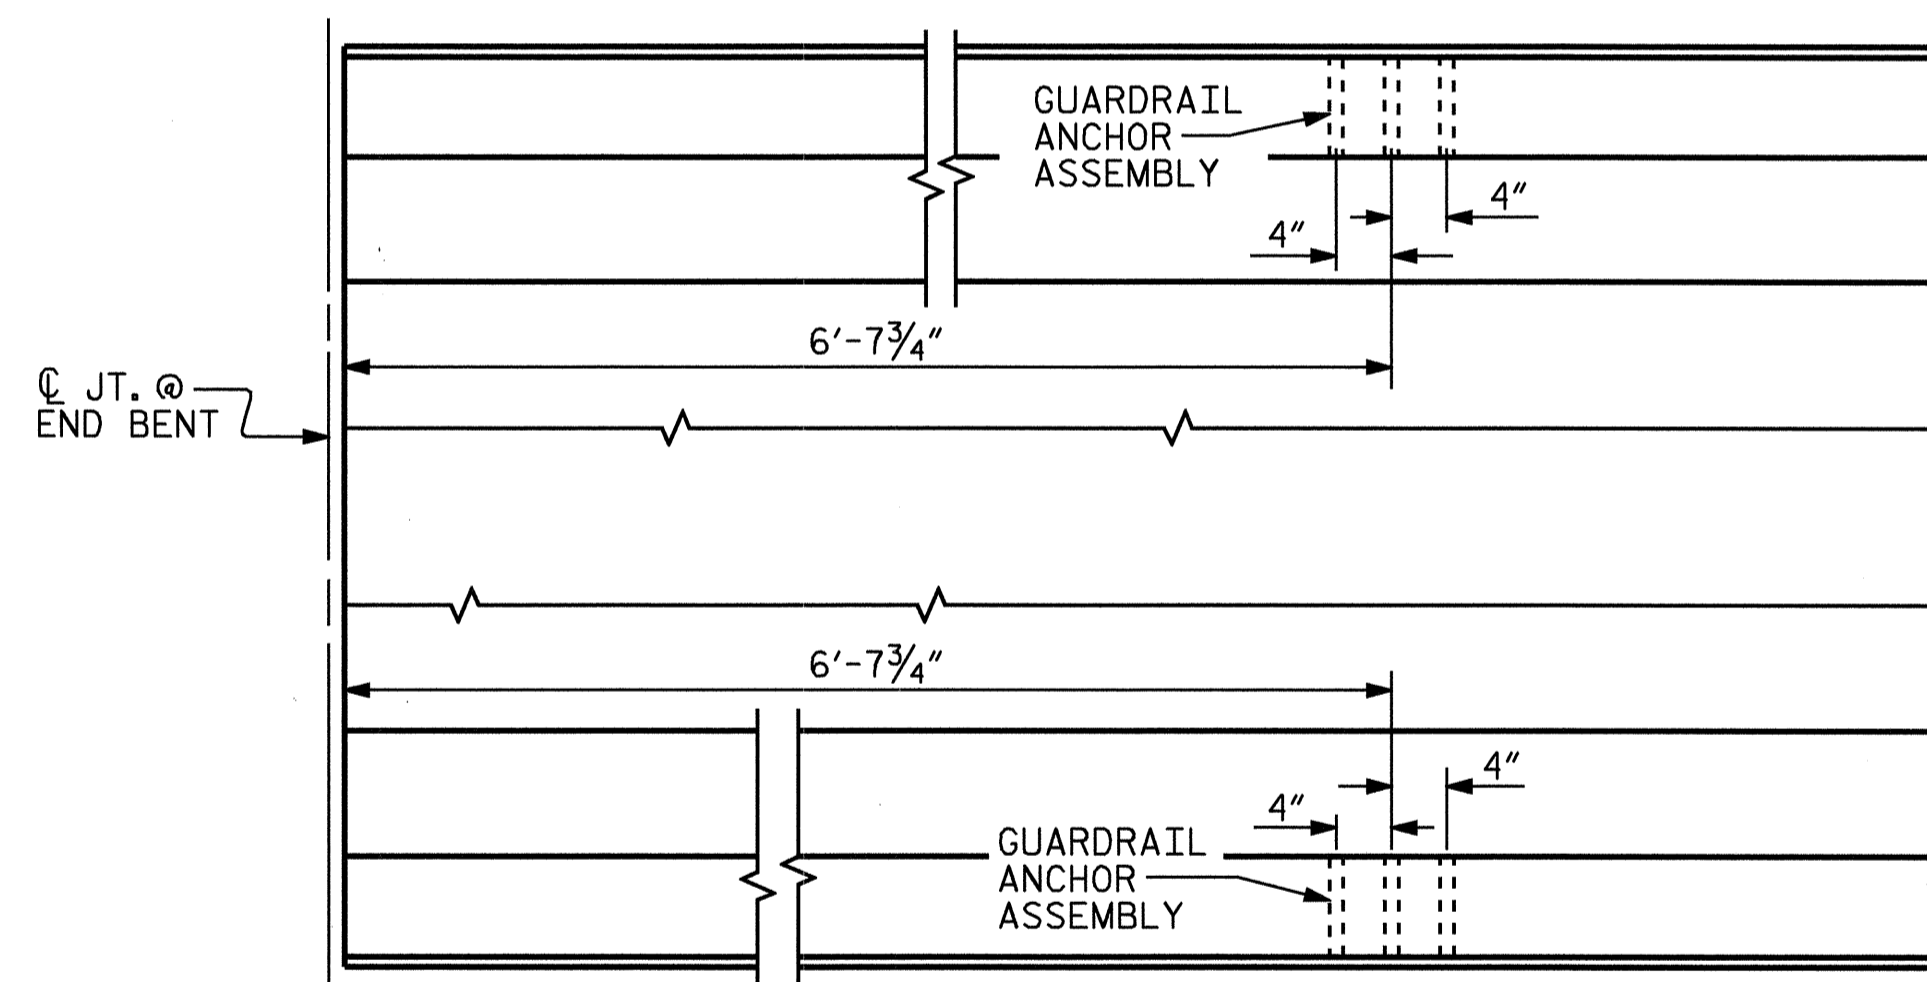 GUARDRAIL
ANCHOR
ASSEMBLY
4″
4″
6′-7¾″
℄ JT. @
END BENT
6′-7¾″
4″
4″
GUARDRAIL
ANCHOR
ASSEMBLY